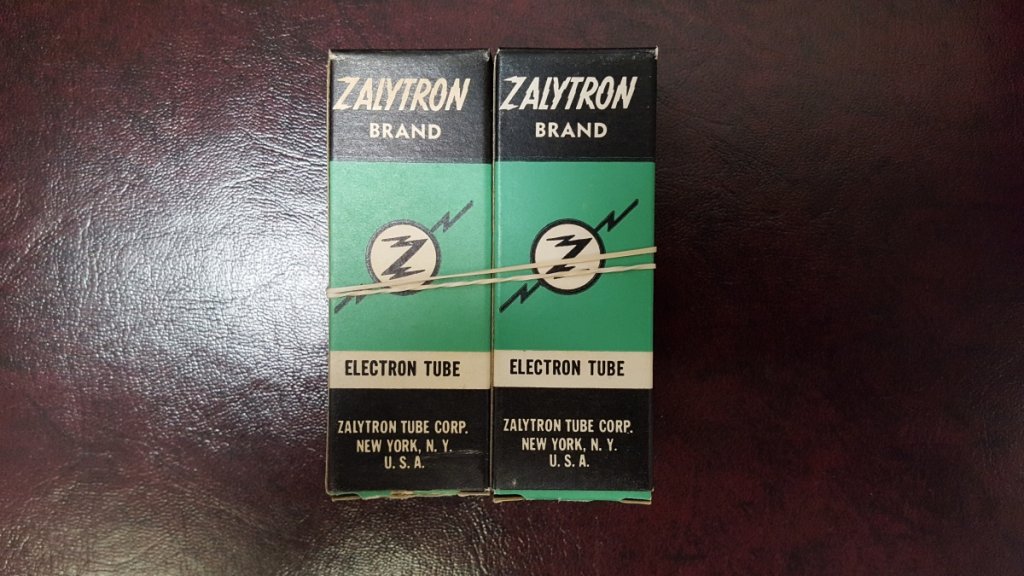 ZALYTRON
BRAND
Z
ELECTRON TUBE
ZALYTRON TUBE CORP.
NEW YORK, N. Y.
U. S. A.
ZALYTRON
BRAND
Z
ELECTRON TUBE
ZALYTRON TUBE CORP.
NEW YORK, N. Y.
U. S. A.